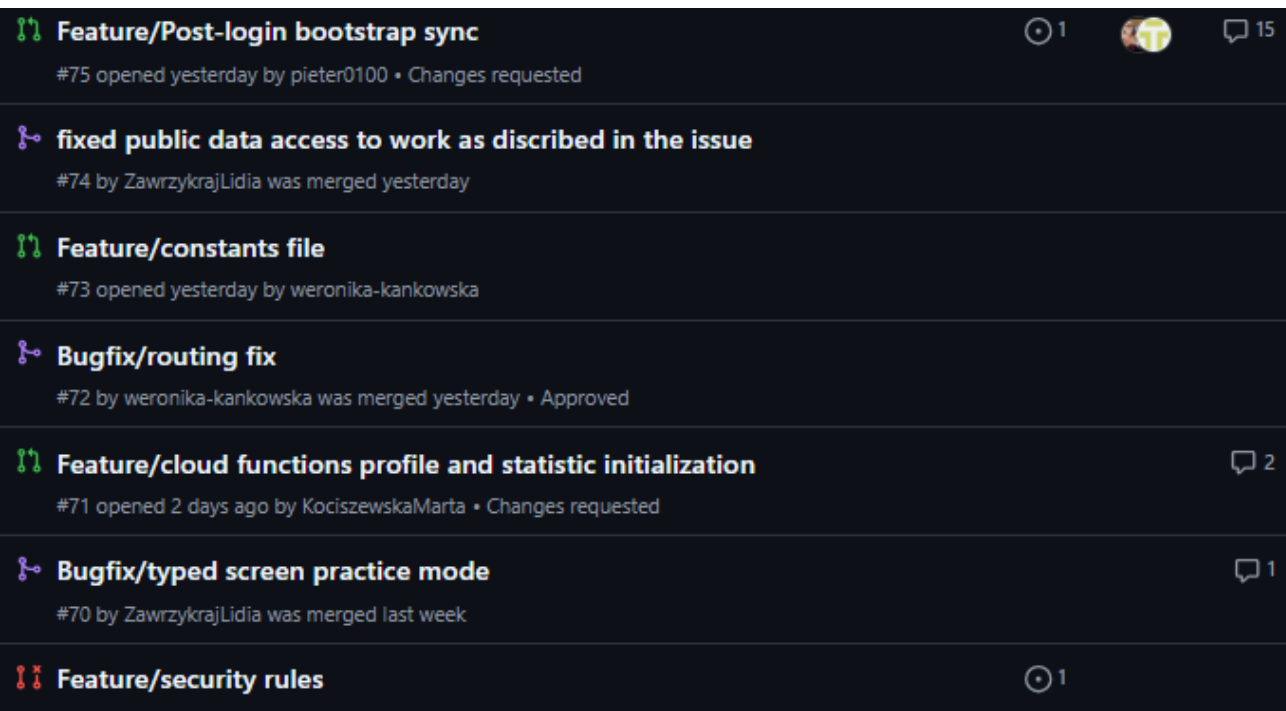 Feature/Post-login bootstrap sync 1 15
#75 opened yesterday by pieter0100 • Changes requested
fixed public data access to work as discribed in the issue
#74 by ZawrzykrajLidia was merged yesterday
Feature/constants file
#73 opened yesterday by weronika-kankowska
Bugfix/routing fix
#72 by weronika-kankowska was merged yesterday • Approved
Feature/cloud functions profile and statistic initialization 2
#71 opened 2 days ago by KociszewskaMarta • Changes requested
Bugfix/typed screen practice mode 1
#70 by ZawrzykrajLidia was merged last week
Feature/security rules 1